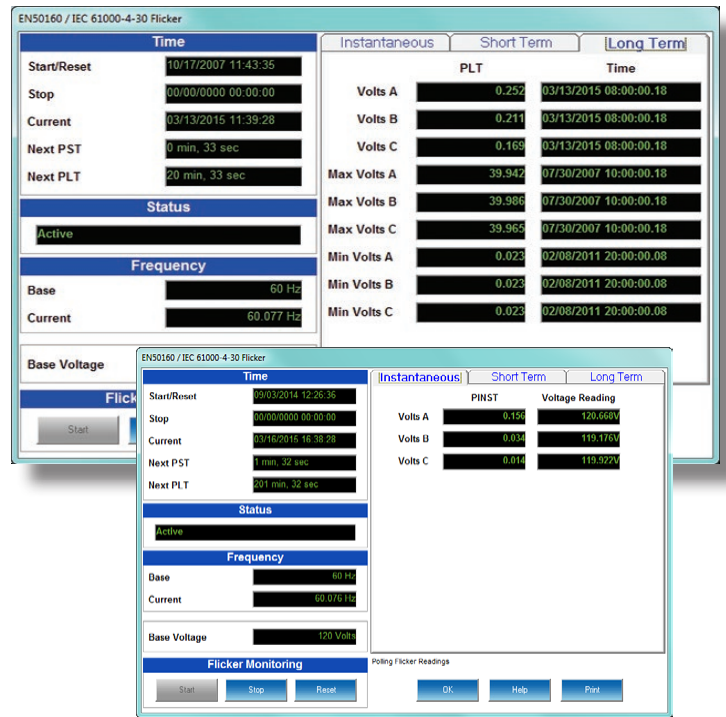 EN50160 / IEC 61000-4-30 Flicker
Time
Start/Reset 10/17/2007 11:43:35
Stop 00/00/0000 00:00:00
Current 03/13/2015 11:39:28
Next PST 0 min, 33 sec
Next PLT 20 min, 33 sec
Status
Active
Frequency
Base 60 Hz
Current 60.077 Hz
Base Voltage
Flick
Start
Instantaneous Short Term Long Term
PLT Time
Volts A 0.252 03/13/2015 08:00:00.18
Volts B 0.211 03/13/2015 08:00:00.18
Volts C 0.169 03/13/2015 08:00:00.18
Max Volts A 39.942 07/30/2007 10:00:00.18
Max Volts B 39.986 07/30/2007 10:00:00.18
Max Volts C 39.965 07/30/2007 10:00:00.18
Min Volts A 0.023 02/08/2011 20:00:00.08
Min Volts B 0.023 02/08/2011 20:00:00.08
Min Volts C 0.023 02/08/2011 20:00:00.08
EN50160 / IEC 61000-4-30 Flicker
Time
Start/Reset 09/03/2014 12:26:36
Stop 00/00/0000 00:00:00
Current 03/16/2015 16:38:28
Next PST 1 min, 32 sec
Next PLT 201 min, 32 sec
Status
Active
Frequency
Base 60 Hz
Current 60.076 Hz
Base Voltage 120 Volts
Flicker Monitoring
Start Stop Reset
Instantaneous Short Term Long Term
PINST Voltage Reading
Volts A 0.156 120.668V
Volts B 0.034 119.176V
Volts C 0.014 119.922V
Polling Flicker Readings
OK Help Print